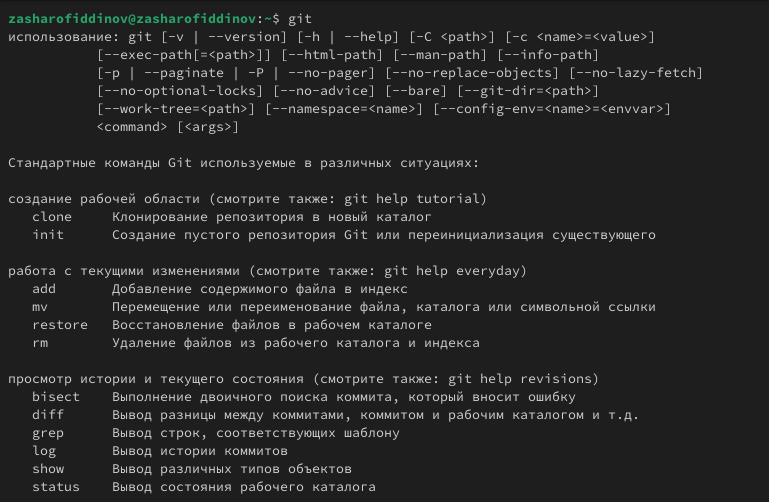 zasharofiddinov@zasharofiddinov:~$ git
использование: git [-v | --version] [-h | --help] [-C <path>] [-c <name>=<value>]
           [--exec-path[=<path>]] [--html-path] [--man-path] [--info-path]
           [-p | --paginate | -P | --no-pager] [--no-replace-objects] [--no-lazy-fetch]
           [--no-optional-locks] [--no-advice] [--bare] [--git-dir=<path>]
           [--work-tree=<path>] [--namespace=<name>] [--config-env=<name>=<envvar>]
           <command> [<args>]

Стандартные команды Git используемые в различных ситуациях:

создание рабочей области (смотрите также: git help tutorial)
   clone     Клонирование репозитория в новый каталог
   init      Создание пустого репозитория Git или переинициализация существующего

работа с текущими изменениями (смотрите также: git help everyday)
   add       Добавление содержимого файла в индекс
   mv        Перемещение или переименование файла, каталога или символьной ссылки
   restore   Восстановление файлов в рабочем каталоге
   rm        Удаление файлов из рабочего каталога и индекса

просмотр истории и текущего состояния (смотрите также: git help revisions)
   bisect    Выполнение двоичного поиска коммита, который вносит ошибку
   diff      Вывод разницы между коммитами, коммитом и рабочим каталогом и т.д.
   grep      Вывод строк, соответствующих шаблону
   log       Вывод истории коммитов
   show      Вывод различных типов объектов
   status    Вывод состояния рабочего каталога